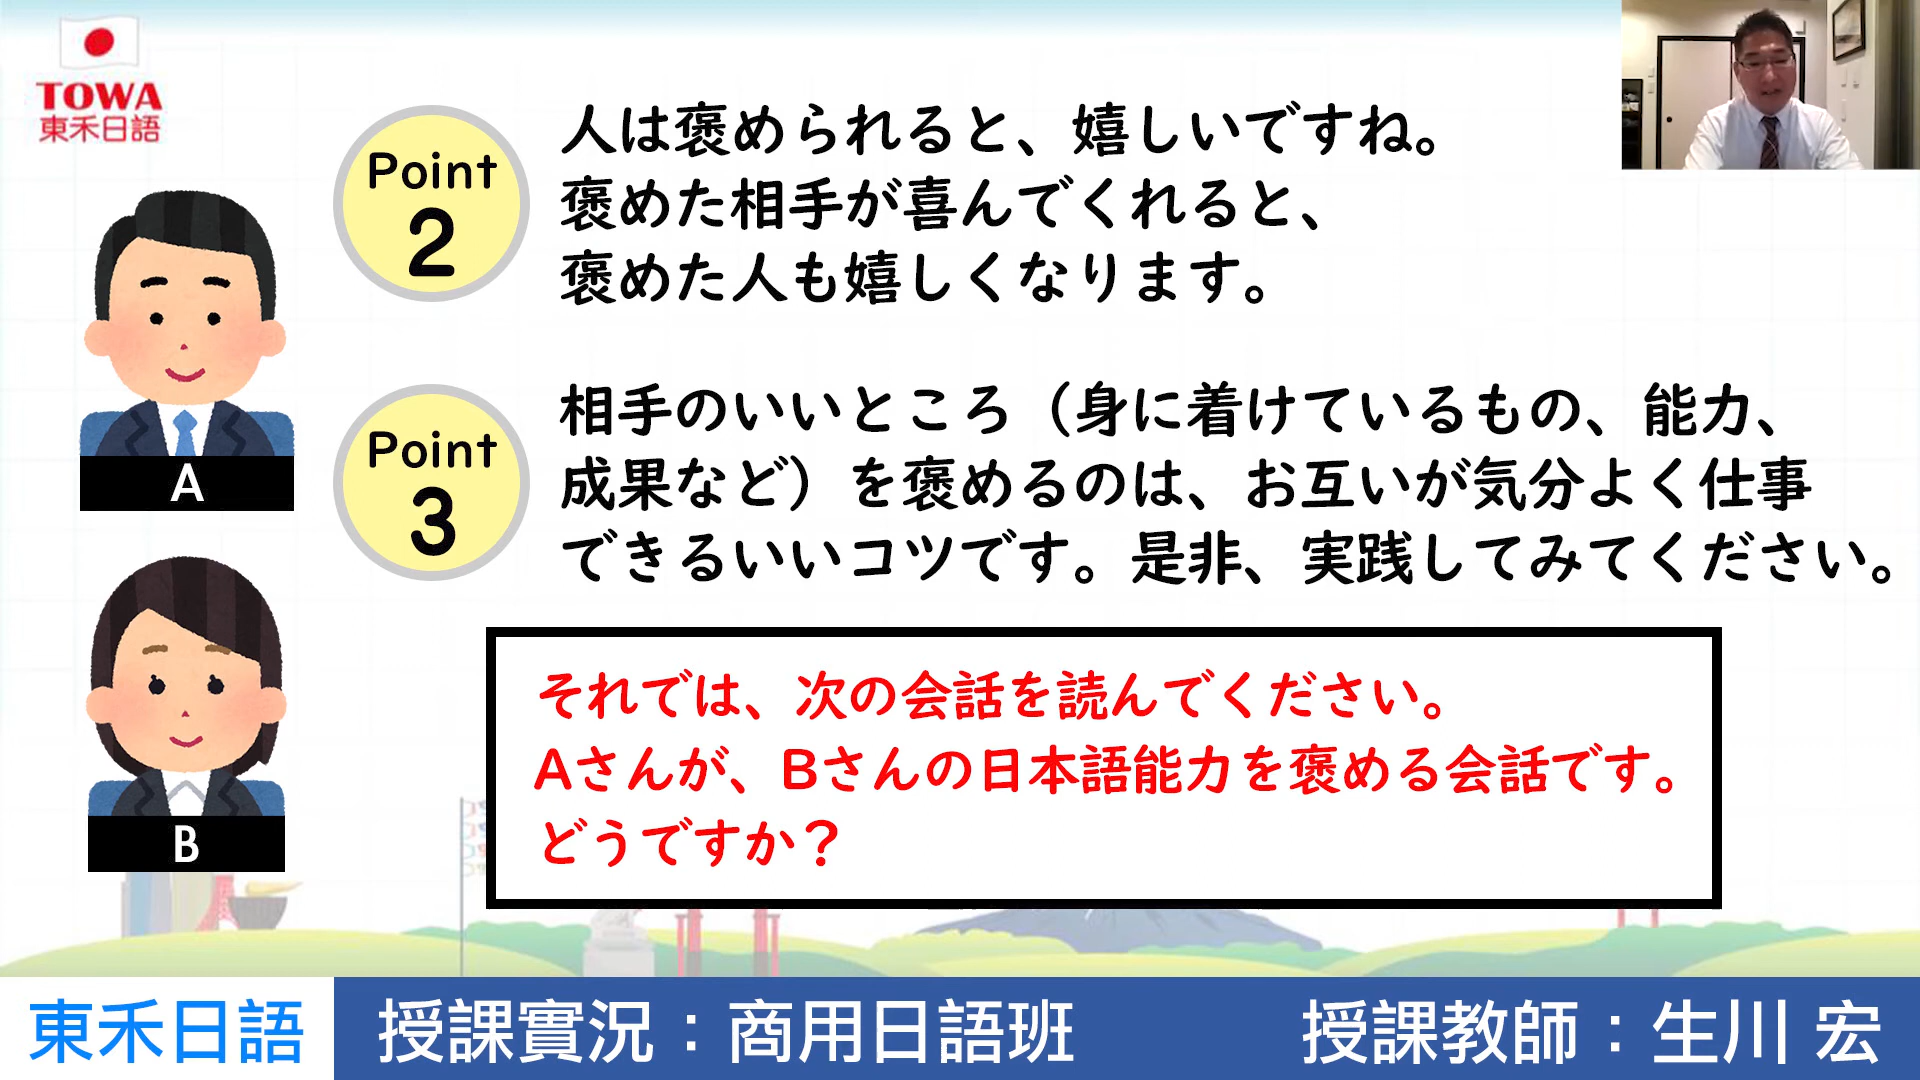 TOWA
東禾日語
Point
2
人は褒められると、嬉しいですね。
褒めた相手が喜んでくれると、
褒めた人も嬉しくなります。
A
Point
3
相手のいいところ（身に着けているもの、能力、
成果など）を褒めるのは、お互いが気分よく仕事
できるいいコツです。是非、実践してみてください。
B
それでは、次の会話を読んでください。
Aさんが、Bさんの日本語能力を褒める会話です。
どうですか？
東禾日語
授課實況：商用日語班
授課教師：生川 宏